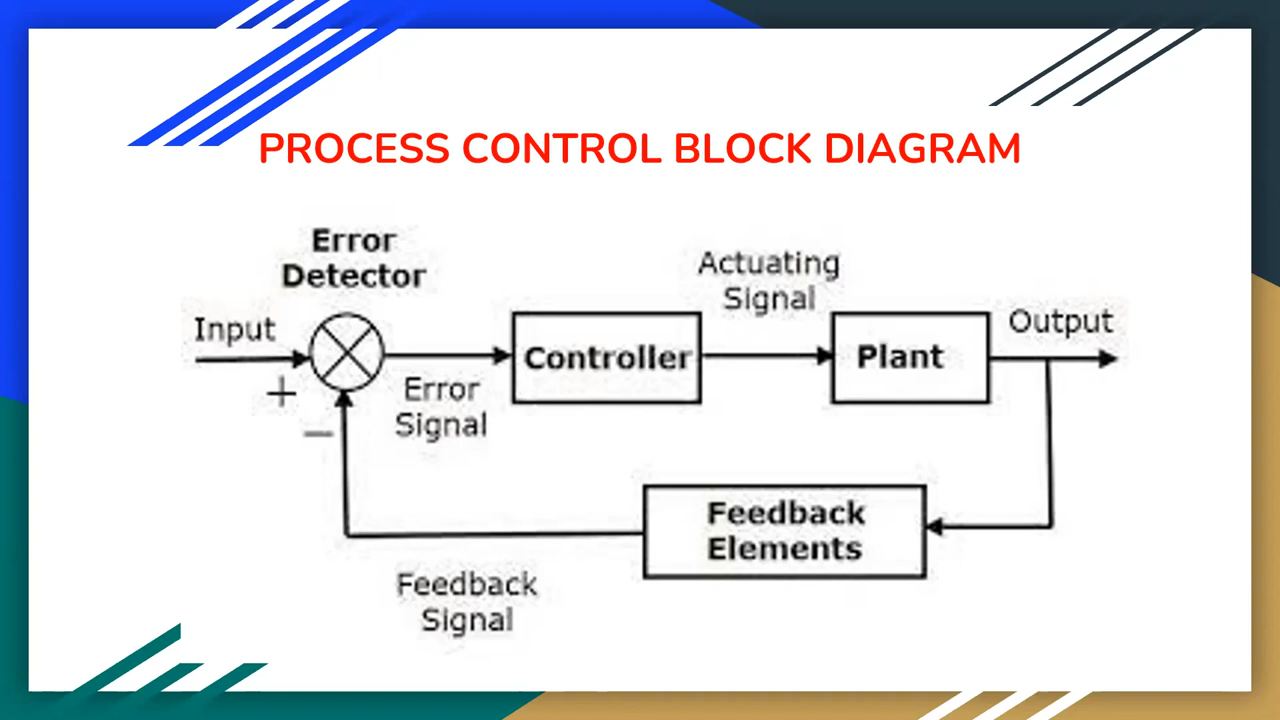 PROCESS CONTROL BLOCK DIAGRAM
Error
Detector
Input
+
−
Error
Signal
Controller
Actuating
Signal
Plant
Output
Feedback
Elements
Feedback
Signal